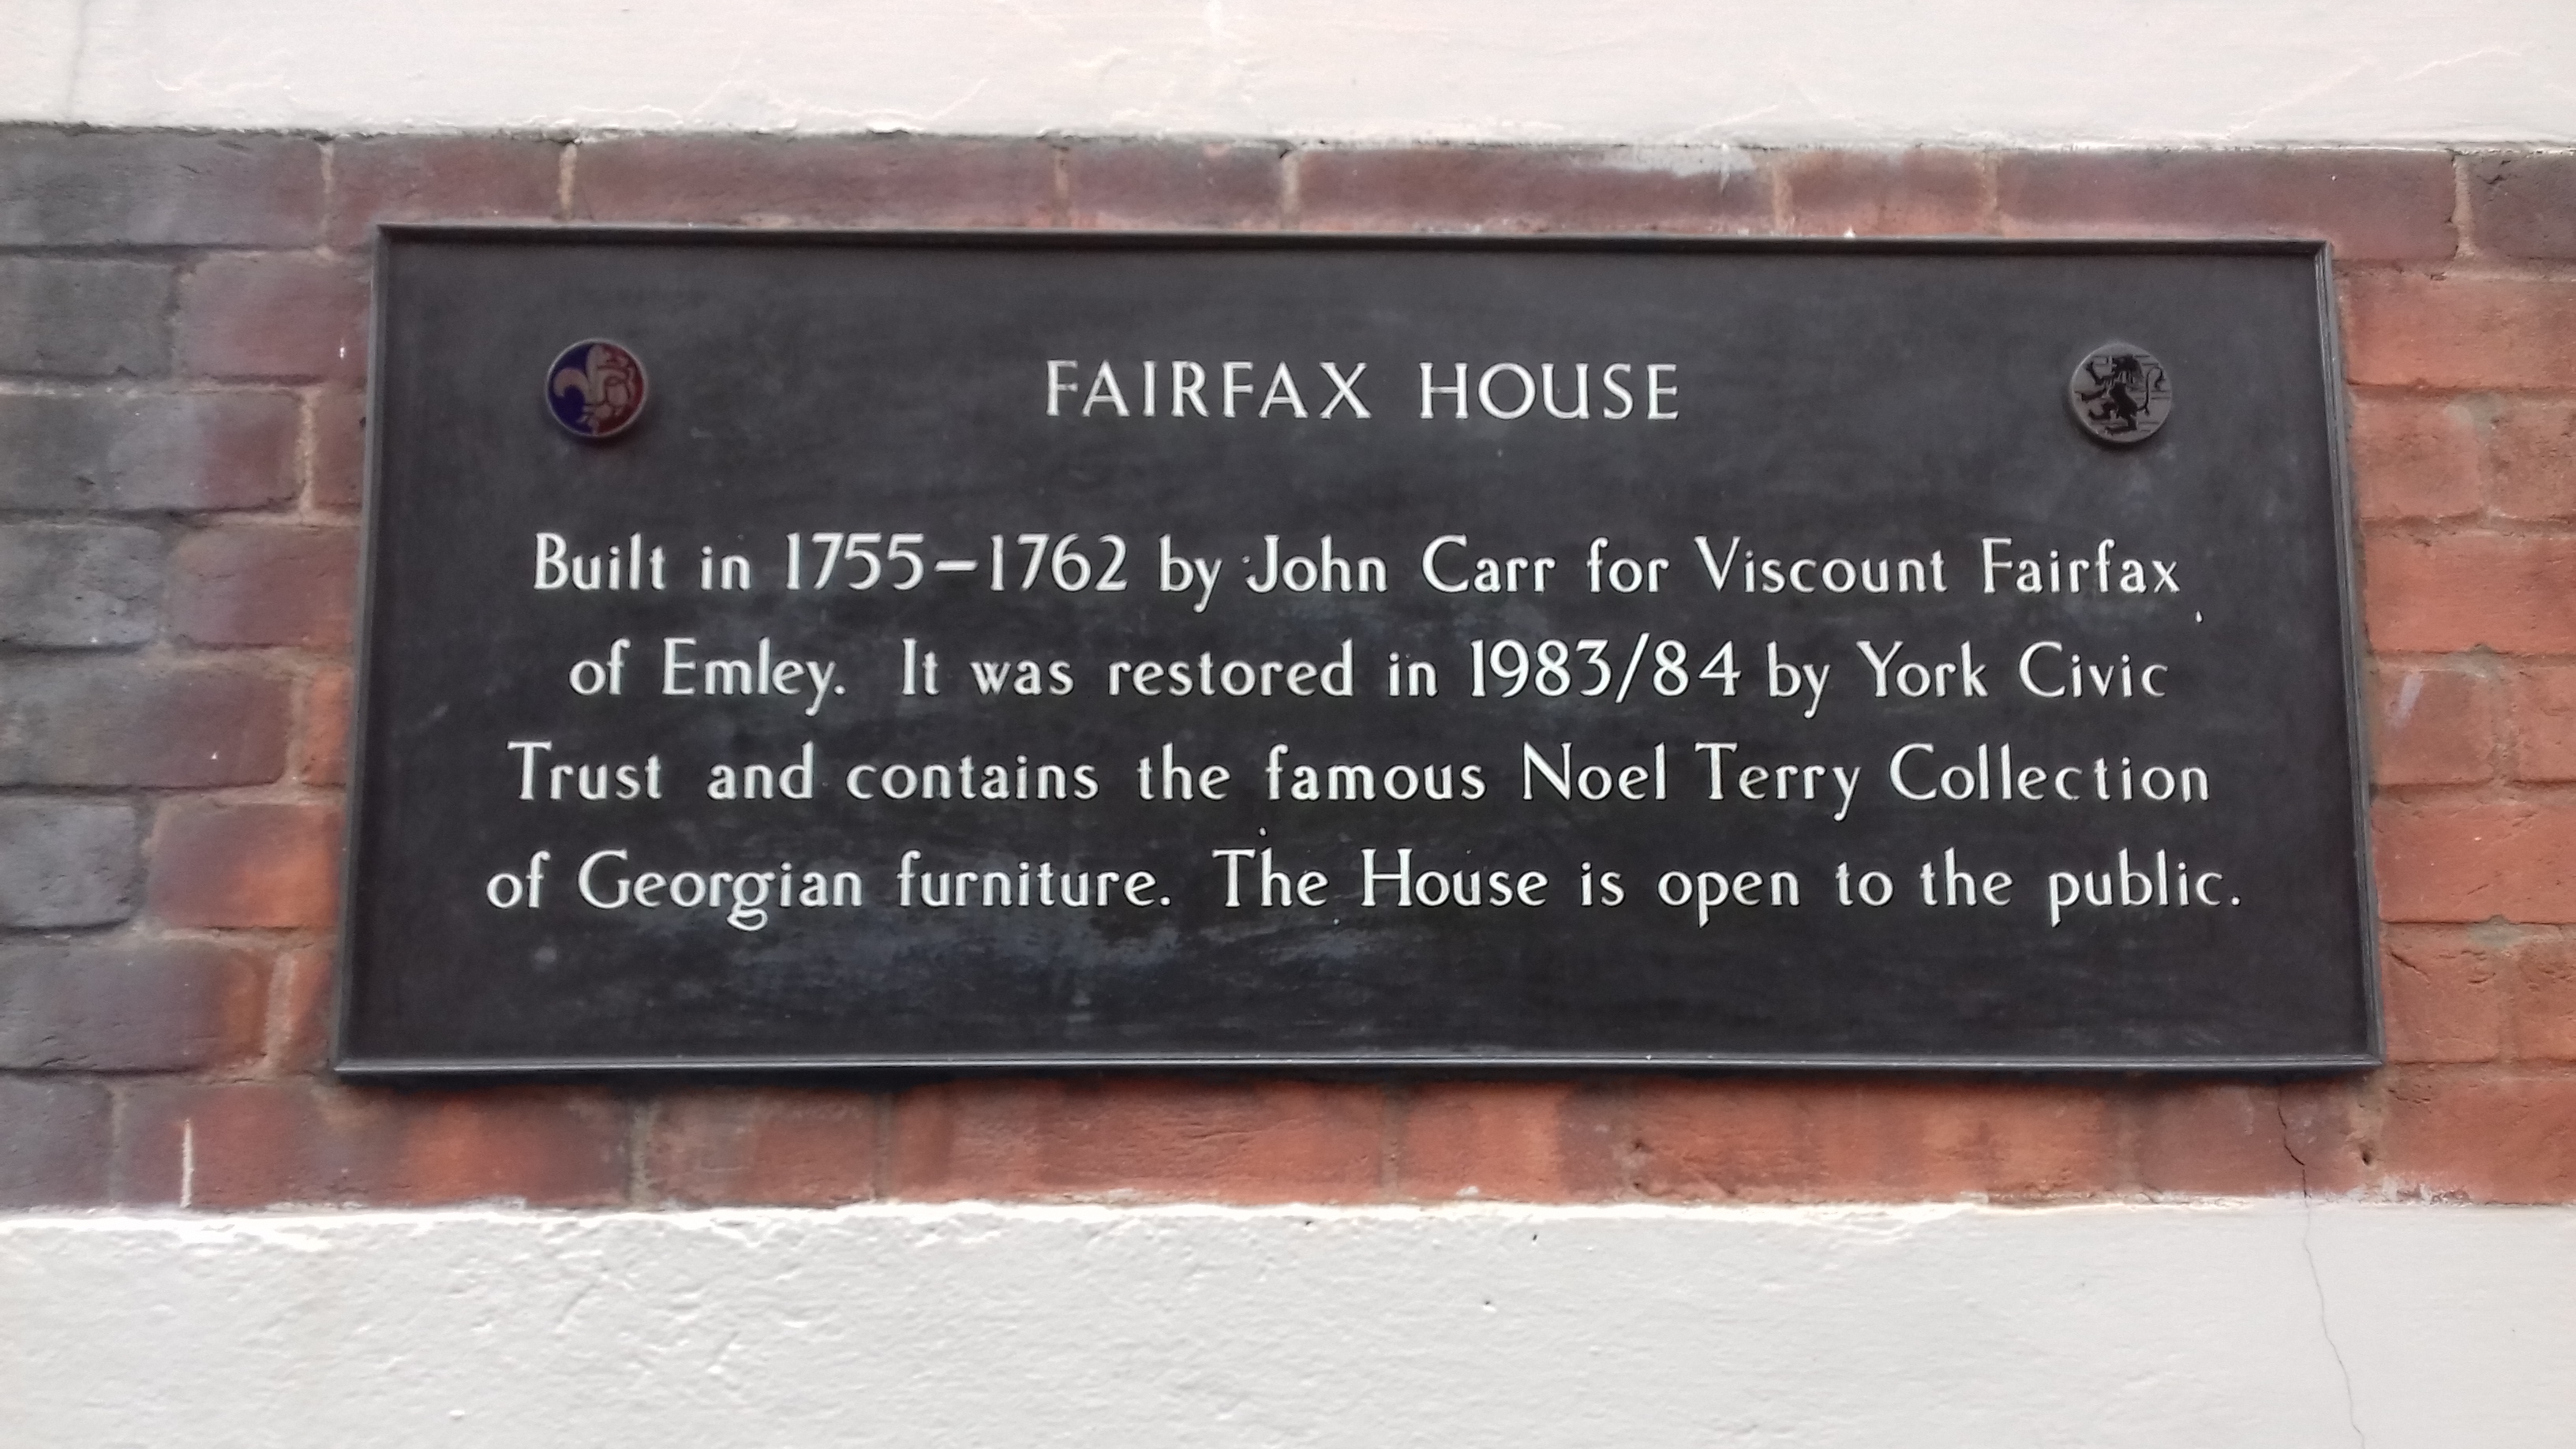 FAIRFAX HOUSE
Built in 1755–1762 by John Carr for Viscount Fairfax
of Emley. It was restored in 1983/84 by York Civic
Trust and contains the famous Noel Terry Collection
of Georgian furniture. The House is open to the public.